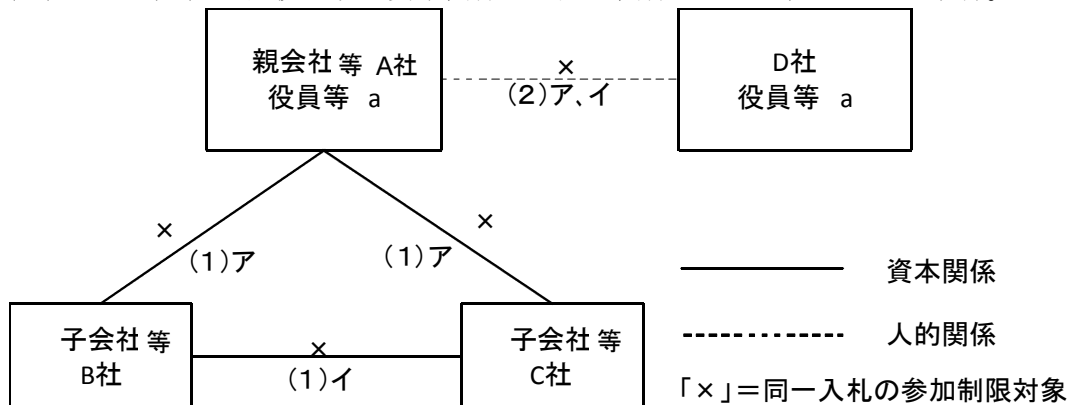 親会社等 A社
役員等 a
×
(2)ア、イ
D社
役員等 a
×
(1)ア
×
(1)ア
資本関係
人的関係
子会社等
B社
×
(1)イ
子会社等
C社
「×」=同一入札の参加制限対象